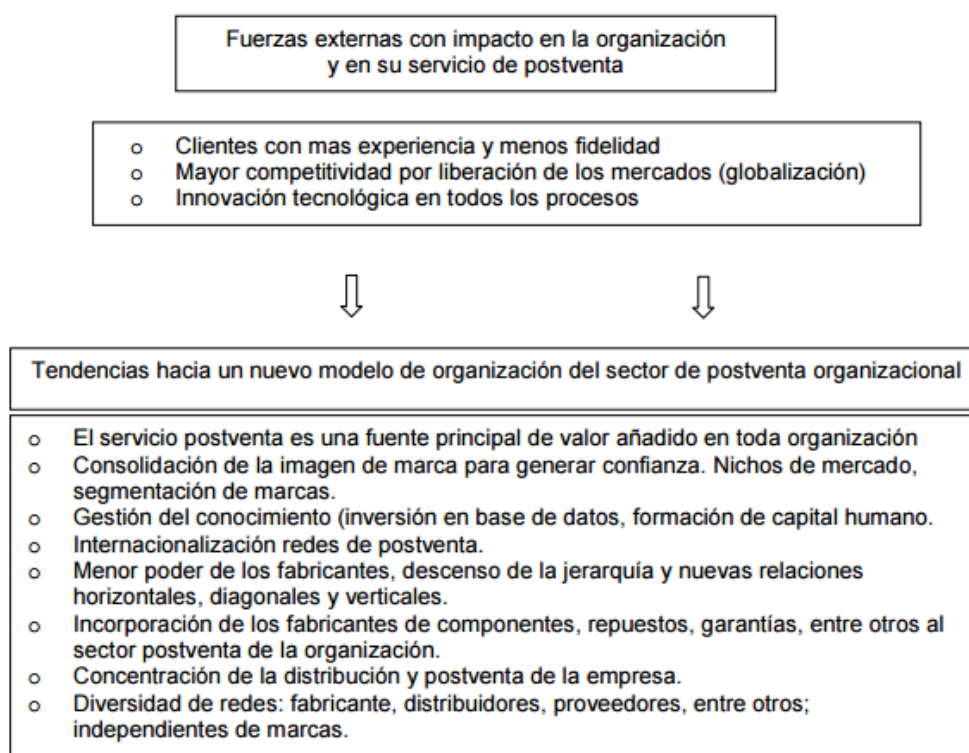 Fuerzas externas con impacto en la organización
y en su servicio de postventa
o Clientes con mas experiencia y menos fidelidad
o Mayor competitividad por liberación de los mercados (globalización)
o Innovación tecnológica en todos los procesos
Tendencias hacia un nuevo modelo de organización del sector de postventa organizacional
o El servicio postventa es una fuente principal de valor añadido en toda organización
o Consolidación de la imagen de marca para generar confianza. Nichos de mercado,
segmentación de marcas.
o Gestión del conocimiento (inversión en base de datos, formación de capital humano.
o Internacionalización redes de postventa.
o Menor poder de los fabricantes, descenso de la jerarquía y nuevas relaciones
horizontales, diagonales y verticales.
o Incorporación de los fabricantes de componentes, repuestos, garantías, entre otros al
sector postventa de la organización.
o Concentración de la distribución y postventa de la empresa.
o Diversidad de redes: fabricante, distribuidores, proveedores, entre otros;
independientes de marcas.